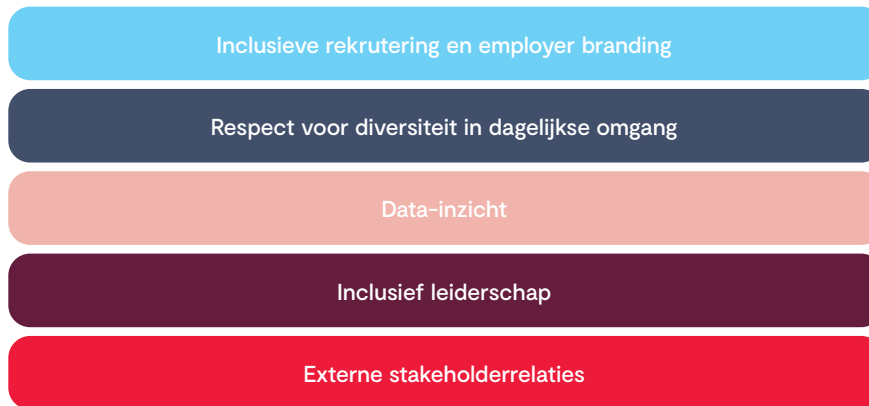 Inclusieve rekrutering en employer branding
Respect voor diversiteit in dagelijkse omgang
Data-inzicht
Inclusief leiderschap
Externe stakeholderrelaties